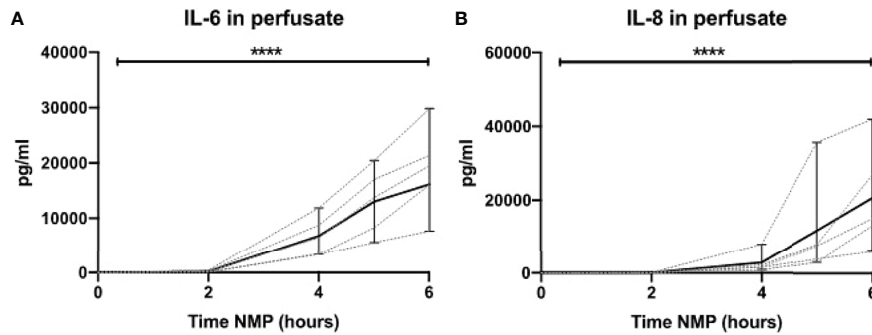 A
IL-6 in perfusate
****
40000
30000
20000
10000
0
pg/ml
0 2 4 6
Time NMP (hours)
B
IL-8 in perfusate
****
60000
40000
20000
0
pg/ml
0 2 4 6
Time NMP (hours)